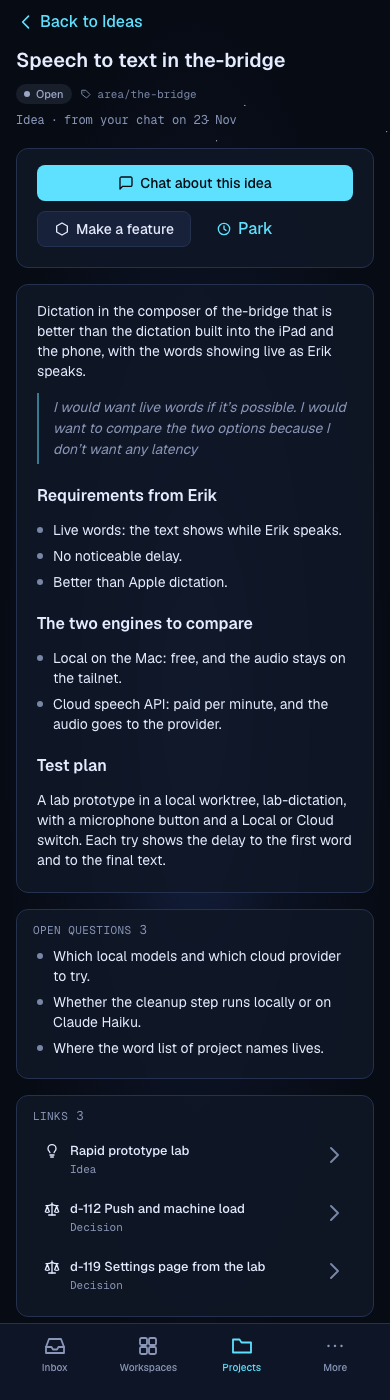 Back to Ideas
Speech to text in the-bridge
Open area/the-bridge
Idea · from your chat on 23 Nov
Chat about this idea
Make a feature Park
Dictation in the composer of the-bridge that is
better than the dictation built into the iPad and
the phone, with the words showing live as Erik
speaks.
I would want live words if it's possible. I would
want to compare the two options because I
don't want any latency
Requirements from Erik
Live words: the text shows while Erik speaks.
No noticeable delay.
Better than Apple dictation.
The two engines to compare
Local on the Mac: free, and the audio stays on
the tailnet.
Cloud speech API: paid per minute, and the
audio goes to the provider.
Test plan
A lab prototype in a local worktree, lab-dictation,
with a microphone button and a Local or Cloud
switch. Each try shows the delay to the first word
and to the final text.
OPEN QUESTIONS 3
Which local models and which cloud provider
to try.
Whether the cleanup step runs locally or on
Claude Haiku.
Where the word list of project names lives.
LINKS 3
Rapid prototype lab
Idea
d-112 Push and machine load
Decision
d-119 Settings page from the lab
Decision
Inbox Workspaces Projects More